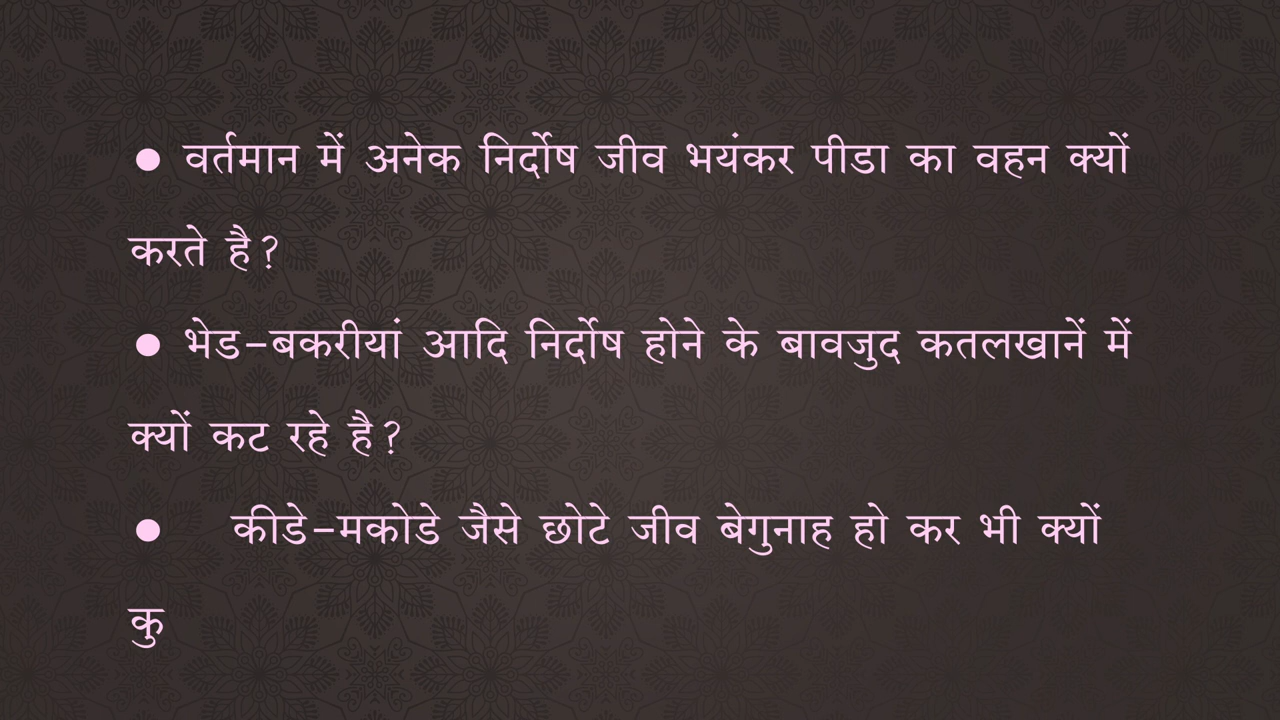 ● वर्तमान में अनेक निर्दोष जीव भयंकर पीडा का वहन क्यों
करते है?
● भेड-बकरीयां आदि निर्दोष होने के बावजुद कतलखानें में
क्यों कट रहे है?
● कीडे-मकोडे जैसे छोटे जीव बेगुनाह हो कर भी क्यों
कु